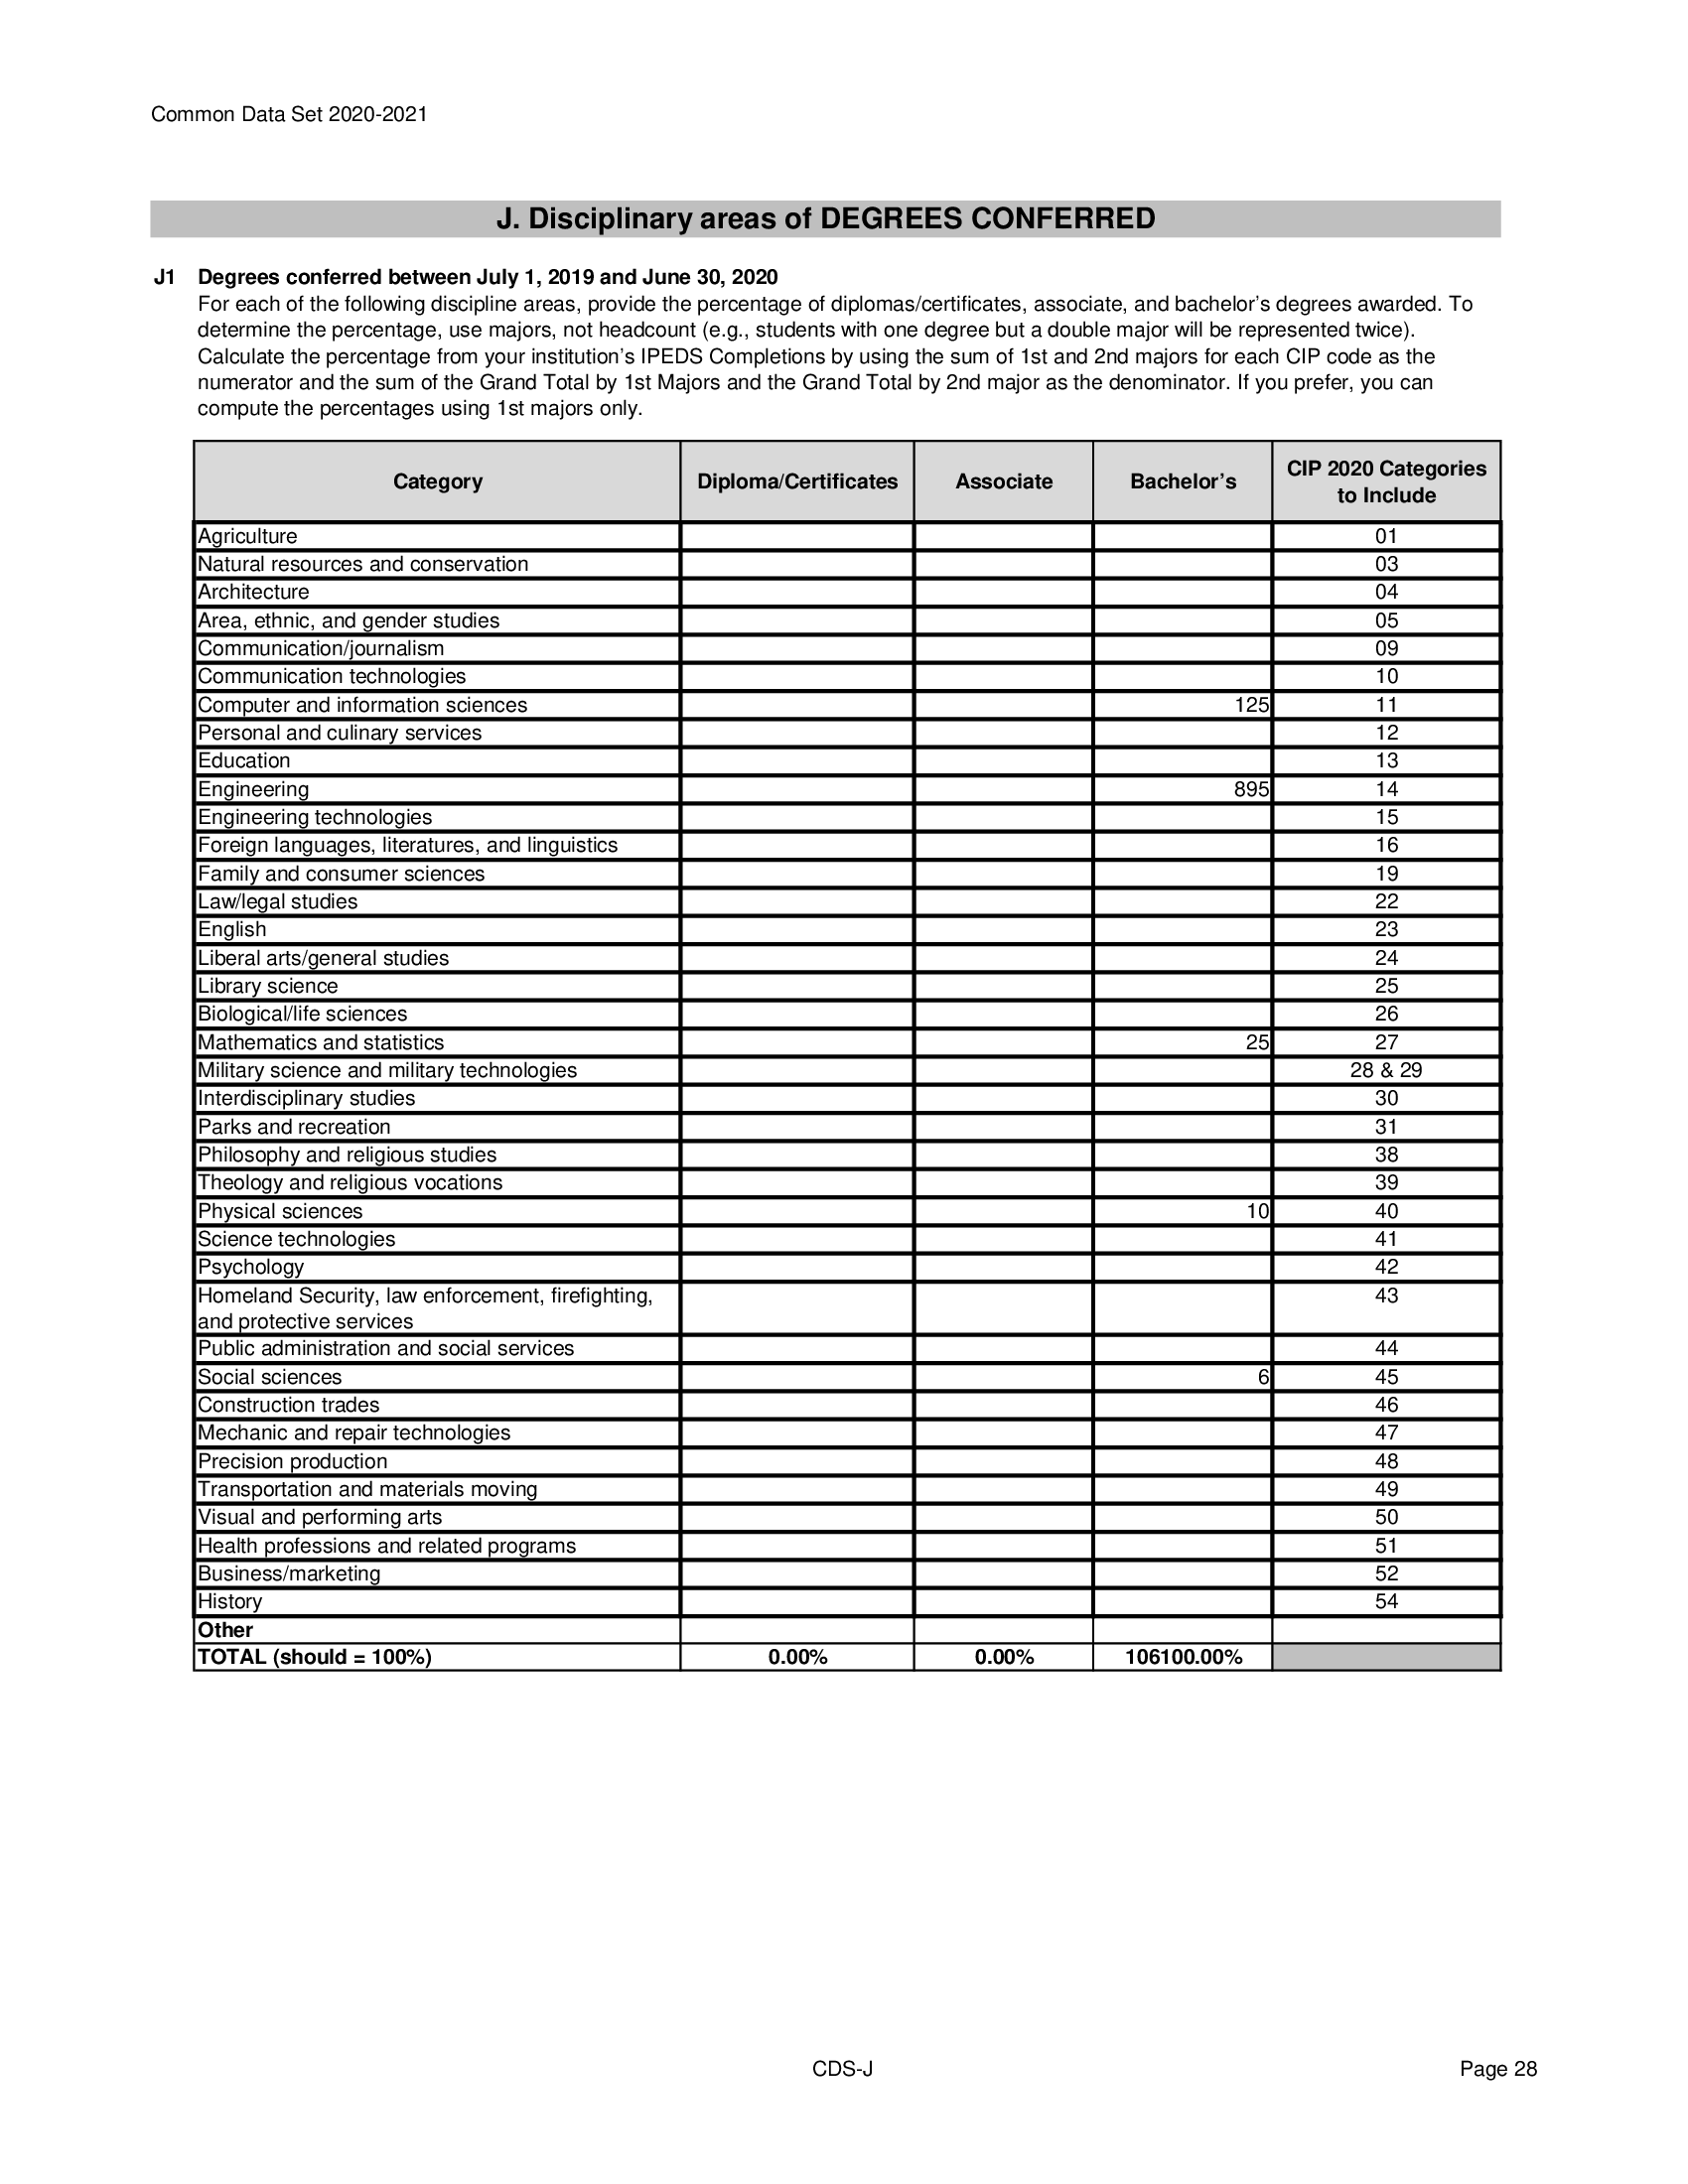 Common Data Set 2020-2021
J. Disciplinary areas of DEGREES CONFERRED
J1 Degrees conferred between July 1, 2019 and June 30, 2020
For each of the following discipline areas, provide the percentage of diplomas/certificates, associate, and bachelor’s degrees awarded. To
determine the percentage, use majors, not headcount (e.g., students with one degree but a double major will be represented twice).
Calculate the percentage from your institution’s IPEDS Completions by using the sum of 1st and 2nd majors for each CIP code as the
numerator and the sum of the Grand Total by 1st Majors and the Grand Total by 2nd major as the denominator. If you prefer, you can
compute the percentages using 1st majors only.
Category Diploma/Certificates Associate Bachelor’s CIP 2020 Categories
to Include
Agriculture 01
Natural resources and conservation 03
Architecture 04
Area, ethnic, and gender studies 05
Communication/journalism 09
Communication technologies 10
Computer and information sciences 125 11
Personal and culinary services 12
Education 13
Engineering 895 14
Engineering technologies 15
Foreign languages, literatures, and linguistics 16
Family and consumer sciences 19
Law/legal studies 22
English 23
Liberal arts/general studies 24
Library science 25
Biological/life sciences 26
Mathematics and statistics 25 27
Military science and military technologies 28 & 29
Interdisciplinary studies 30
Parks and recreation 31
Philosophy and religious studies 38
Theology and religious vocations 39
Physical sciences 10 40
Science technologies 41
Psychology 42
Homeland Security, law enforcement, firefighting, 43
and protective services
Public administration and social services 44
Social sciences 6 45
Construction trades 46
Mechanic and repair technologies 47
Precision production 48
Transportation and materials moving 49
Visual and performing arts 50
Health professions and related programs 51
Business/marketing 52
History 54
Other
TOTAL (should = 100%) 0.00% 0.00% 106100.00%
CDS-J Page 28